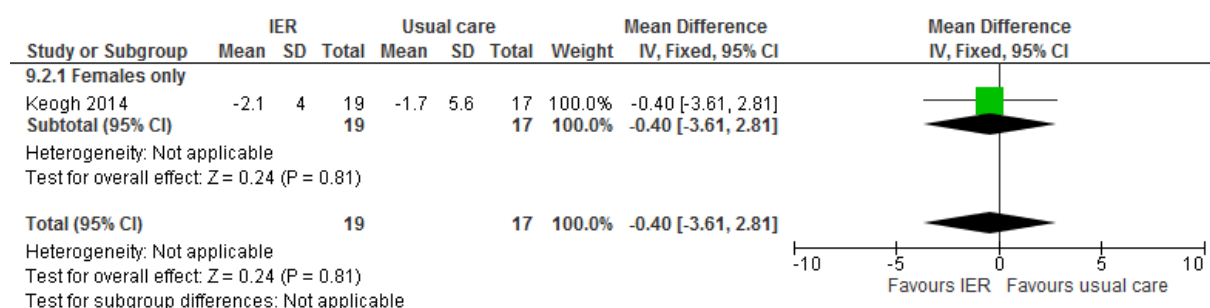 IER Usual care Mean Difference Mean Difference
Study or Subgroup Mean SD Total Mean SD Total Weight IV, Fixed, 95% CI IV, Fixed, 95% CI
9.2.1 Females only
Keogh 2014 -2.1 4 19 -1.7 5.6 17 100.0% -0.40 [-3.61, 2.81]
Subtotal (95% CI) 19 17 100.0% -0.40 [-3.61, 2.81]
Heterogeneity: Not applicable
Test for overall effect: Z = 0.24 (P = 0.81)
Total (95% CI) 19 17 100.0% -0.40 [-3.61, 2.81]
Heterogeneity: Not applicable
Test for overall effect: Z = 0.24 (P = 0.81)
Test for subgroup differences: Not applicable
-10 -5 0 5 10
Favours IER Favours usual care